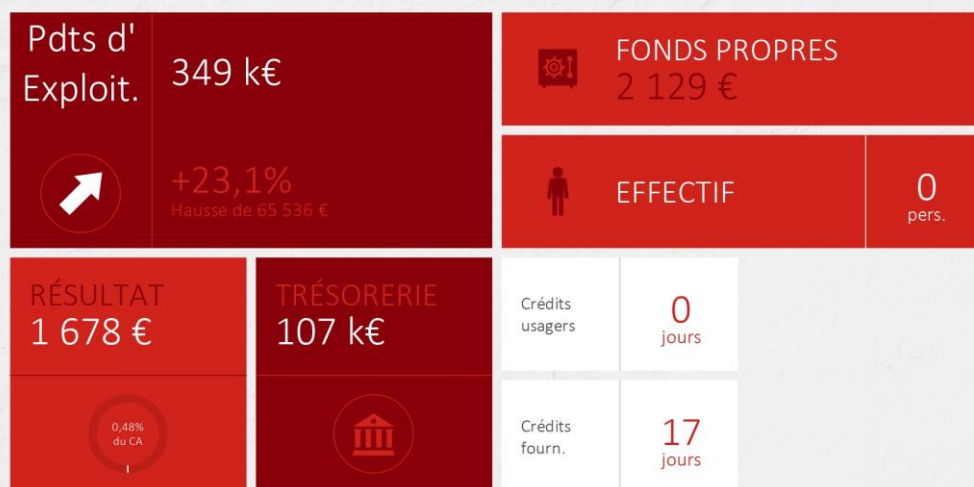 Pdts d'
Exploit.
349 k€
+23,1%
Hausse de 65 536 €
FONDS PROPRES
2 129 €
EFFECTIF
0
pers.
RÉSULTAT
1 678 €
0,48%
du CA
TRÉSORERIE
107 k€
Crédits
usagers
0
jours
Crédits
fourn.
17
jours